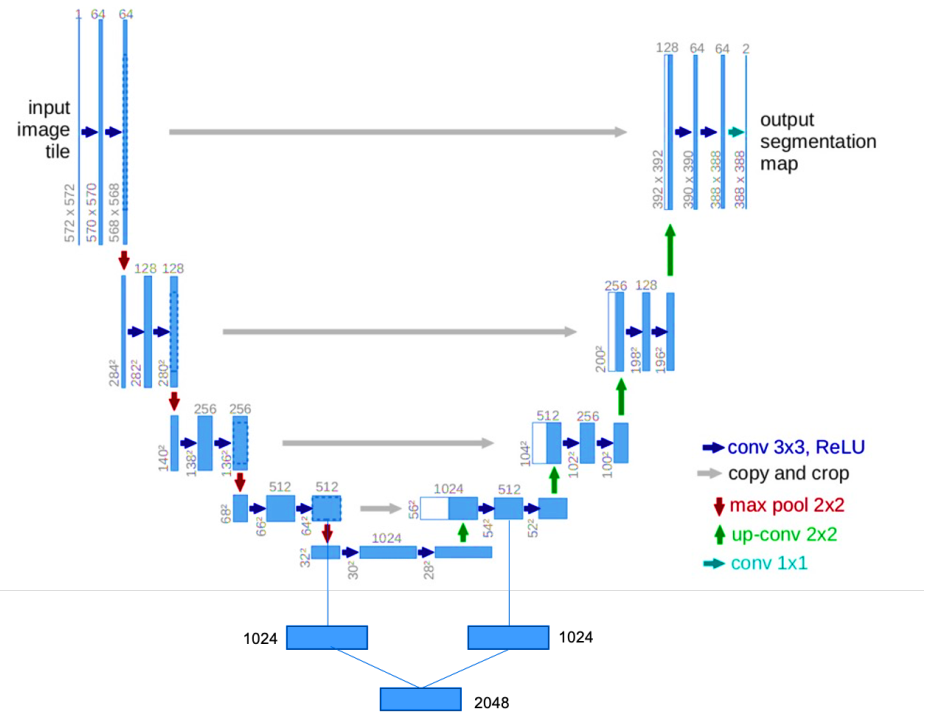 1 64 64
128 64 64 2
input
image
tile
output
segmentation
map
572 x 572
570 x 570
568 x 568
392 x 392
390 x 390
388 x 388
388 x 388
128 128
256 128
284²
282²
280²
200²
198²
196²
256 256
512 256
140²
138²
136²
104²
102²
100²
conv 3x3, ReLU
copy and crop
max pool 2x2
up-conv 2x2
conv 1x1
512 512
1024 512
68²
66²
64²
56²
54²
52²
1024
32²
30²
28²
1024
1024
2048